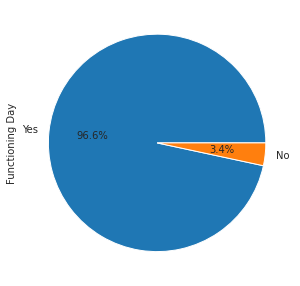 Functioning Day
Yes
96.6%
3.4%
No